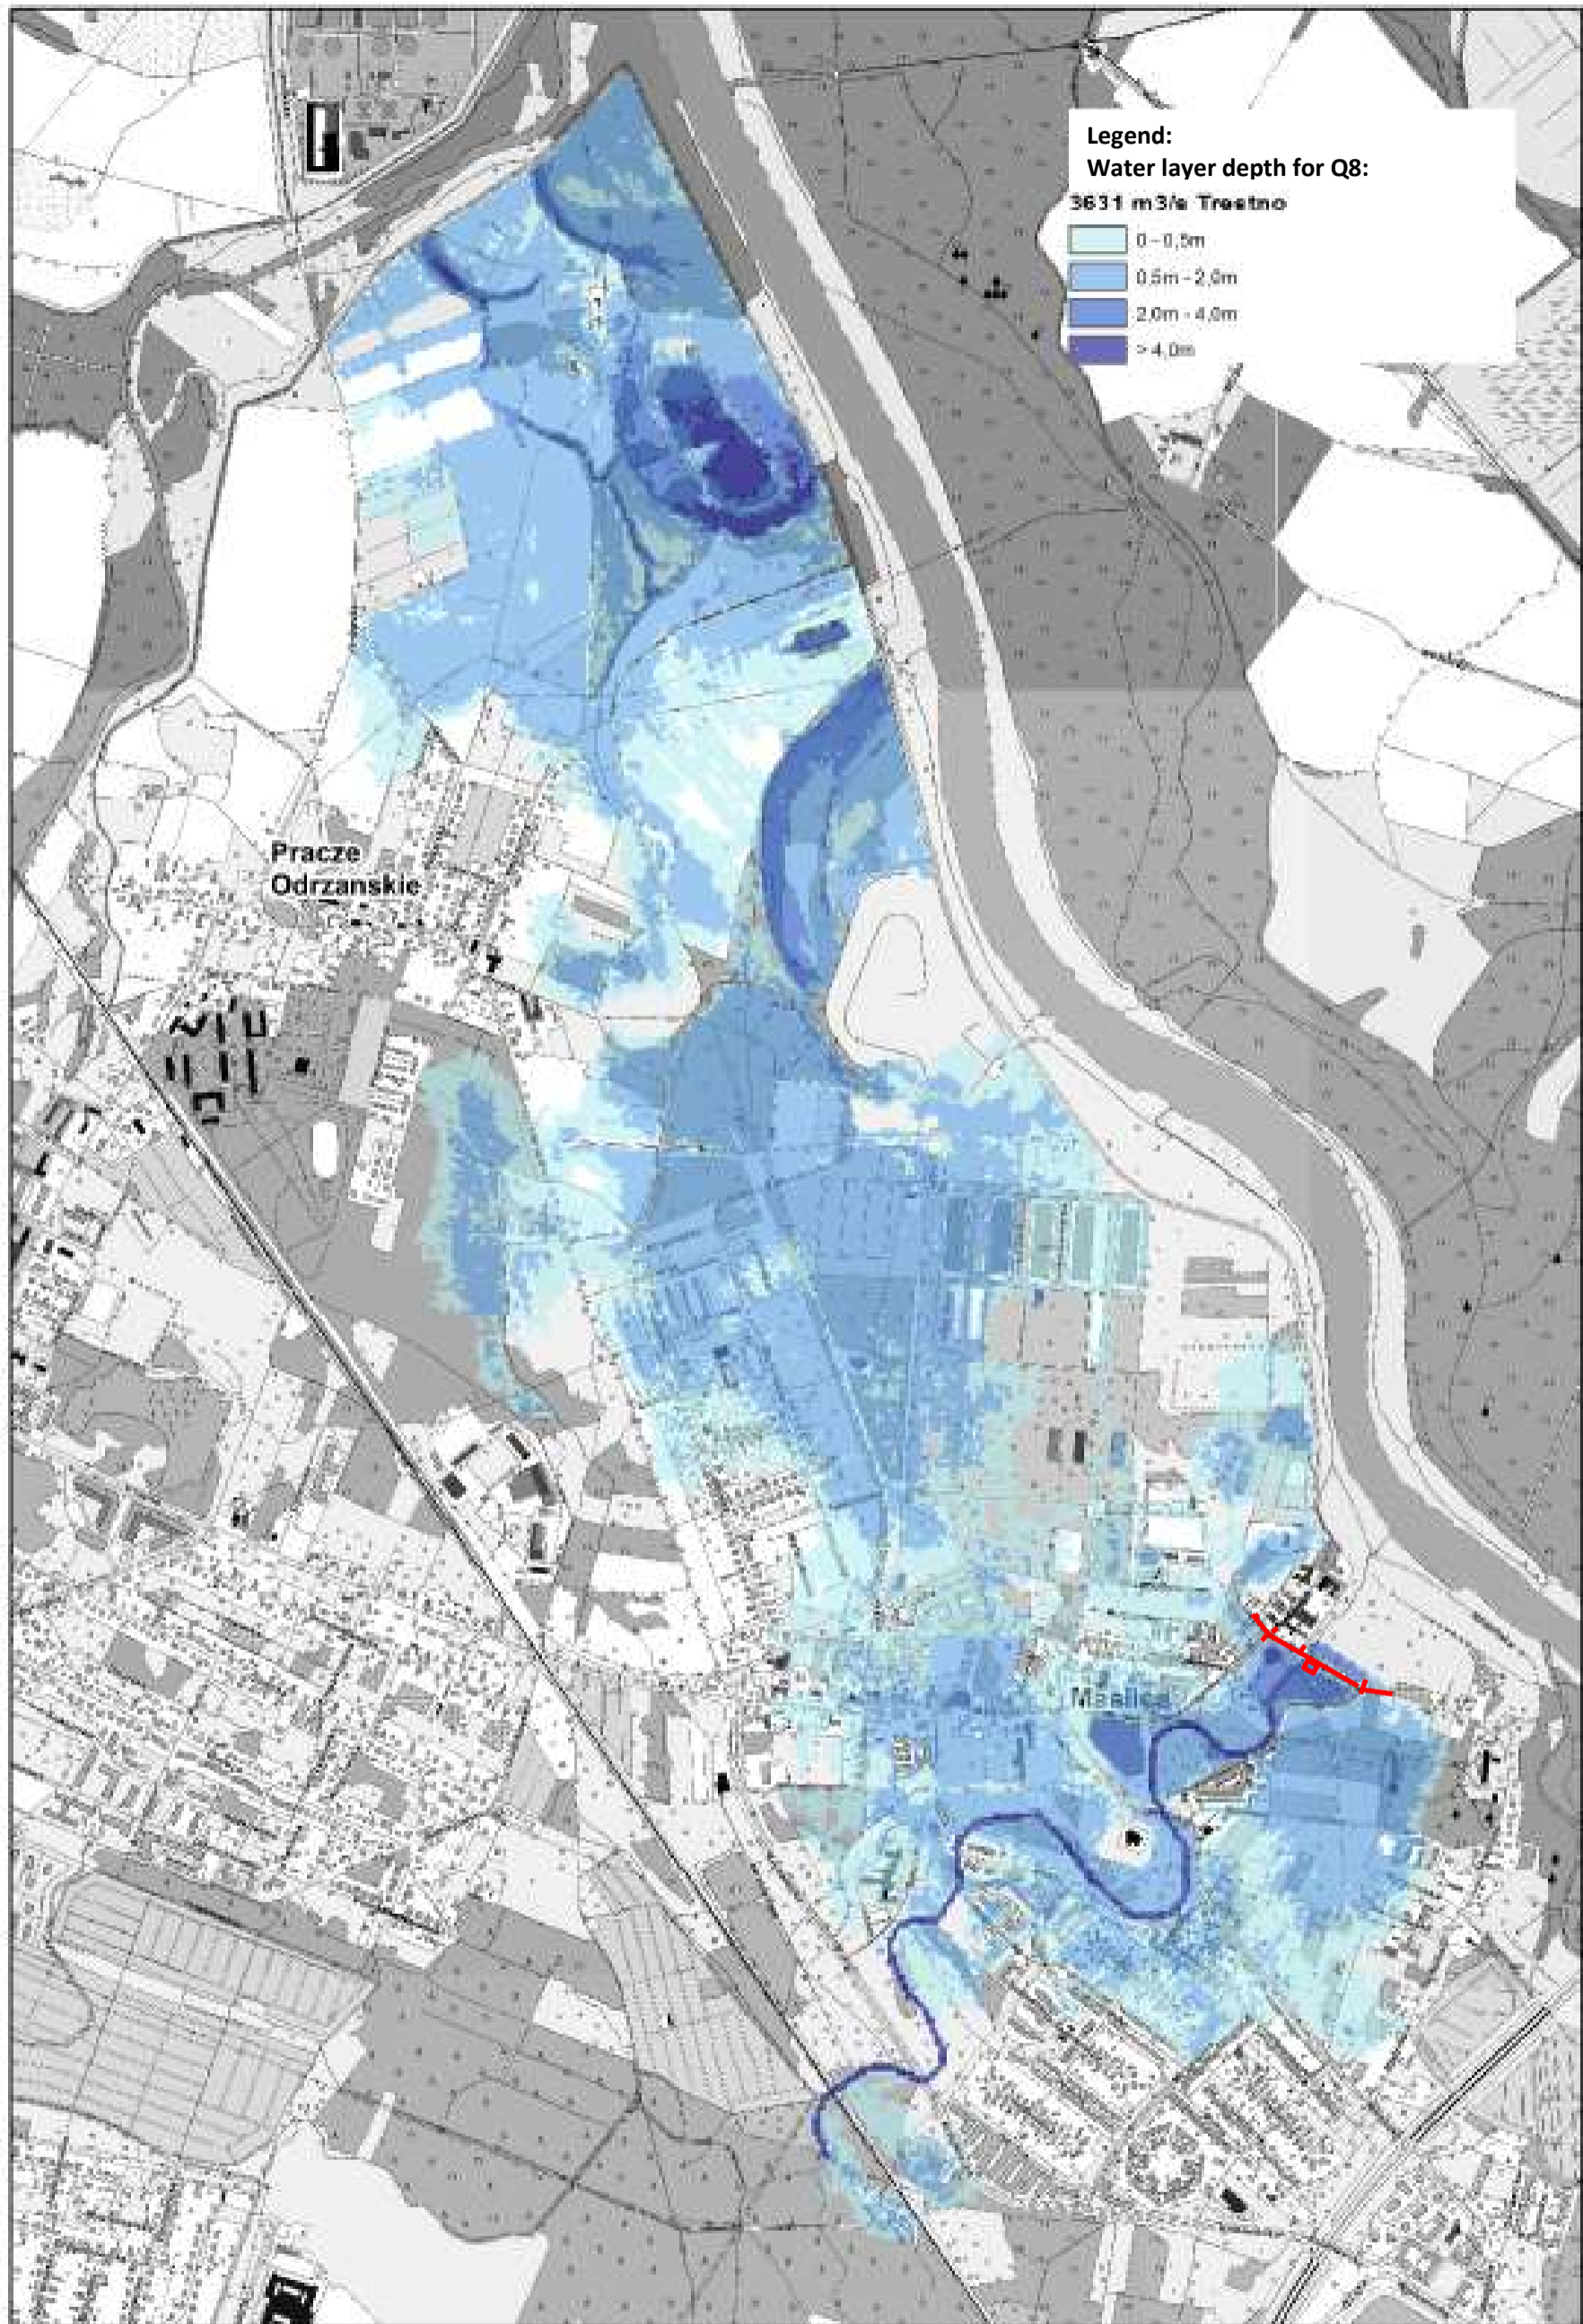 Legend:
Water layer depth for Q8:
3631 m3/s Trestno
0 - 0,5m
0,5m - 2,0m
2,0m - 4,0m
> 4,0m
Pracze
Odrzanskie
Maslice